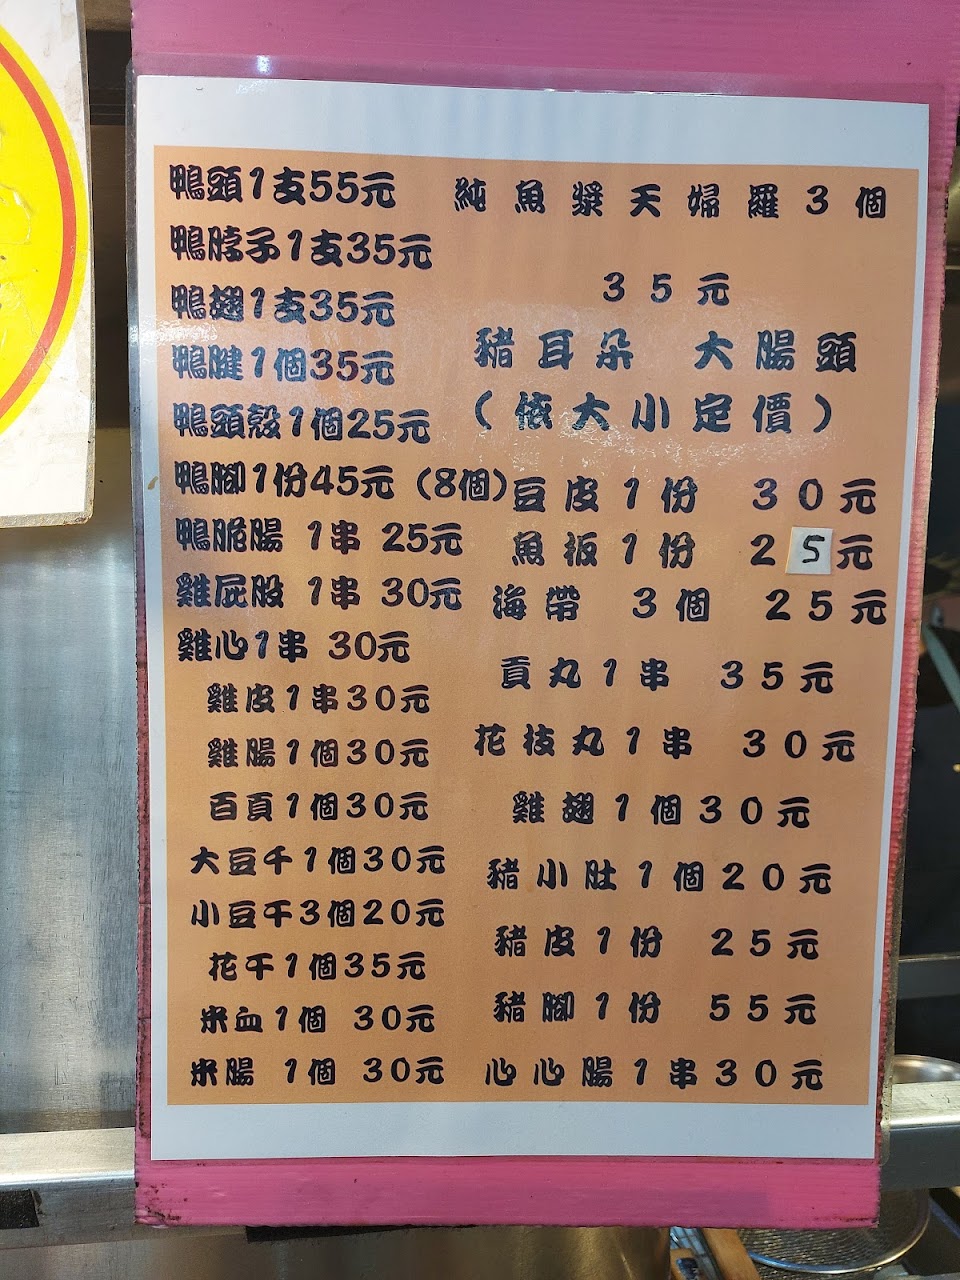 鴨頭1支55元
鴨脖子1支35元
鴨翅1支35元
鴨腱1個35元
鴨頭殼1個25元
鴨腳1份45元(8個)
鴨脆腸 1串 25元
雞屁股 1串 30元
雞心1串 30元
雞皮1串30元
雞腸1個30元
百頁1個30元
大豆干1個30元
小豆干3個20元
花干1個35元
米血1個 30元
米腸 1個 30元
純魚漿天婦羅3個
35元
豬耳朵 大腸頭
(依大小定價)
豆皮1份 30元
魚板1份 25元
海帶 3個 25元
貢丸1串 35元
花枝丸1串 30元
雞翅1個30元
豬小肚1個20元
豬皮1份 25元
豬腳1份 55元
心心腸1串30元